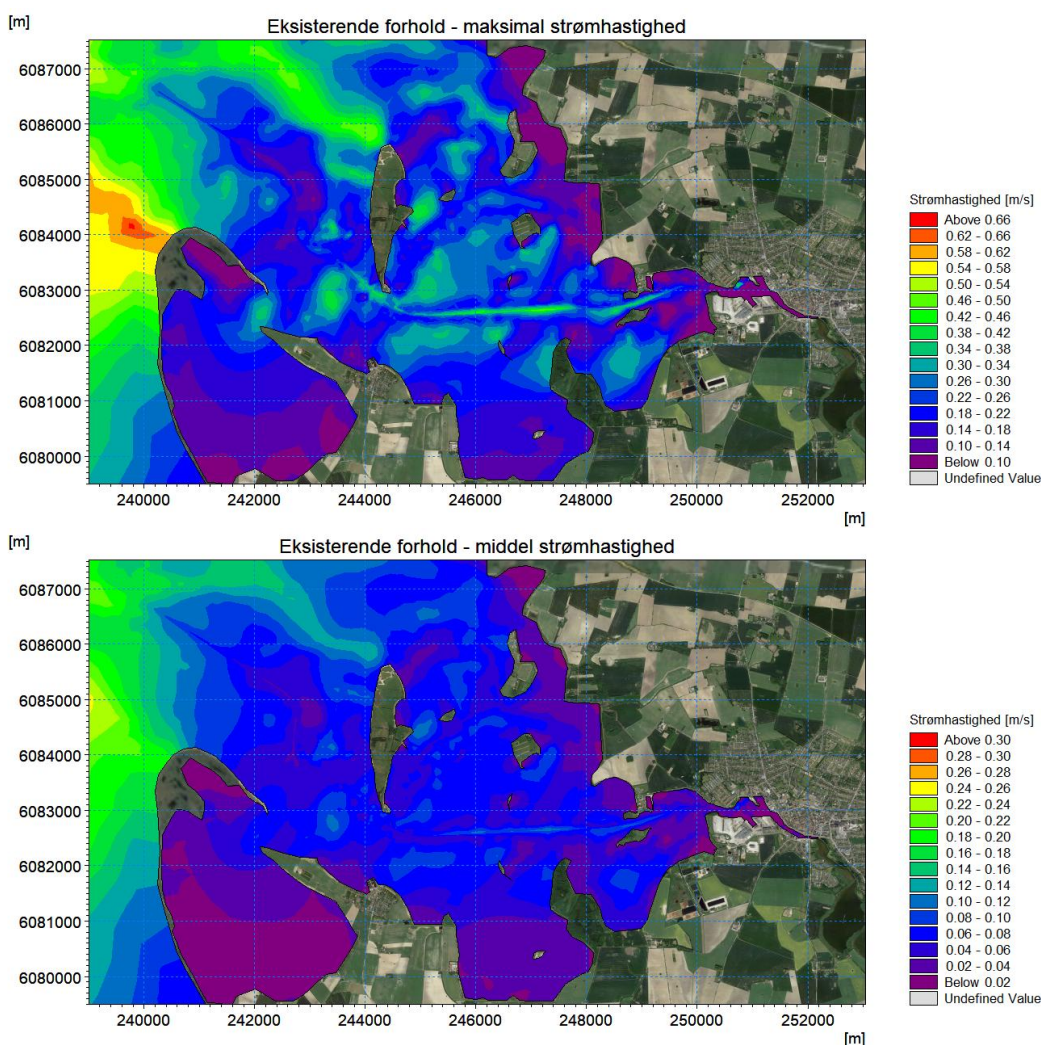 [m]
Eksisterende forhold - maksimal strømhastighed
6087000
6086000
6085000
6084000
6083000
6082000
6081000
6080000
240000 242000 244000 246000 248000 250000 252000
[m]
Strømhastighed [m/s]
Above 0.66
0.62 - 0.66
0.58 - 0.62
0.54 - 0.58
0.50 - 0.54
0.46 - 0.50
0.42 - 0.46
0.38 - 0.42
0.34 - 0.38
0.30 - 0.34
0.26 - 0.30
0.22 - 0.26
0.18 - 0.22
0.14 - 0.18
0.10 - 0.14
Below 0.10
Undefined Value
[m]
Eksisterende forhold - middel strømhastighed
6087000
6086000
6085000
6084000
6083000
6082000
6081000
6080000
240000 242000 244000 246000 248000 250000 252000
[m]
Strømhastighed [m/s]
Above 0.30
0.28 - 0.30
0.26 - 0.28
0.24 - 0.26
0.22 - 0.24
0.20 - 0.22
0.18 - 0.20
0.16 - 0.18
0.14 - 0.16
0.12 - 0.14
0.10 - 0.12
0.08 - 0.10
0.06 - 0.08
0.04 - 0.06
0.02 - 0.04
Below 0.02
Undefined Value